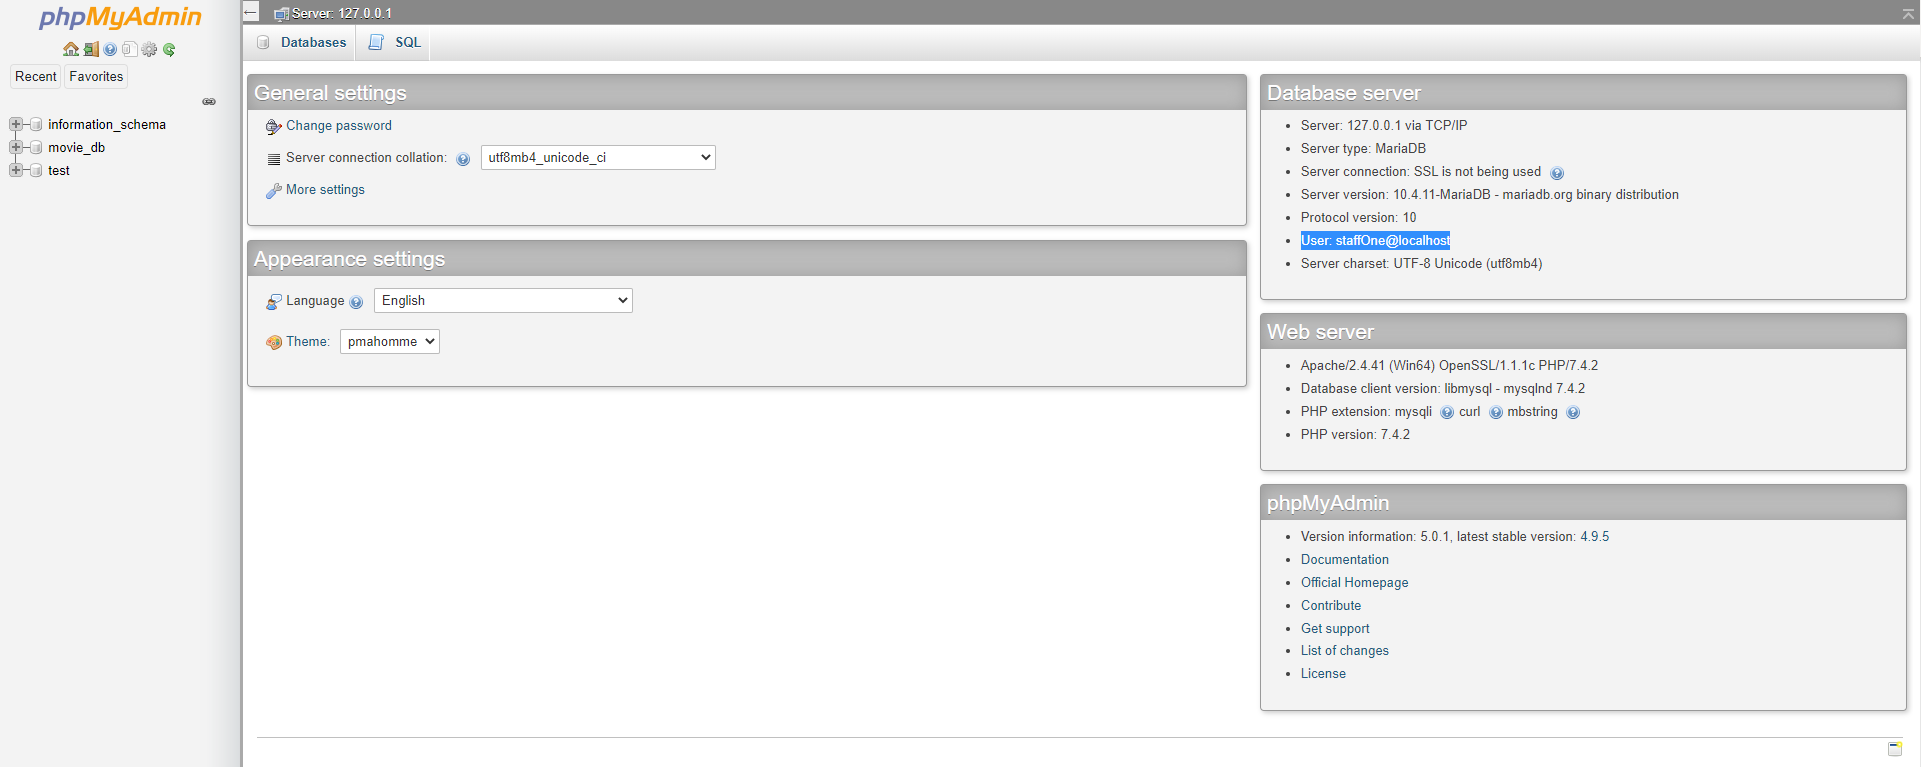 phpMyAdmin
Recent Favorites
information_schema
movie_db
test
Server: 127.0.0.1
Databases SQL
General settings
Change password
Server connection collation: utf8mb4_unicode_ci
More settings
Appearance settings
Language English
Theme: pmahomme
Database server
Server: 127.0.0.1 via TCP/IP
Server type: MariaDB
Server connection: SSL is not being used
Server version: 10.4.11-MariaDB - mariadb.org binary distribution
Protocol version: 10
User: staffOne@localhost
Server charset: UTF-8 Unicode (utf8mb4)
Web server
Apache/2.4.41 (Win64) OpenSSL/1.1.1c PHP/7.4.2
Database client version: libmysql - mysqlnd 7.4.2
PHP extension: mysqli curl mbstring
PHP version: 7.4.2
phpMyAdmin
Version information: 5.0.1, latest stable version: 4.9.5
Documentation
Official Homepage
Contribute
Get support
List of changes
License